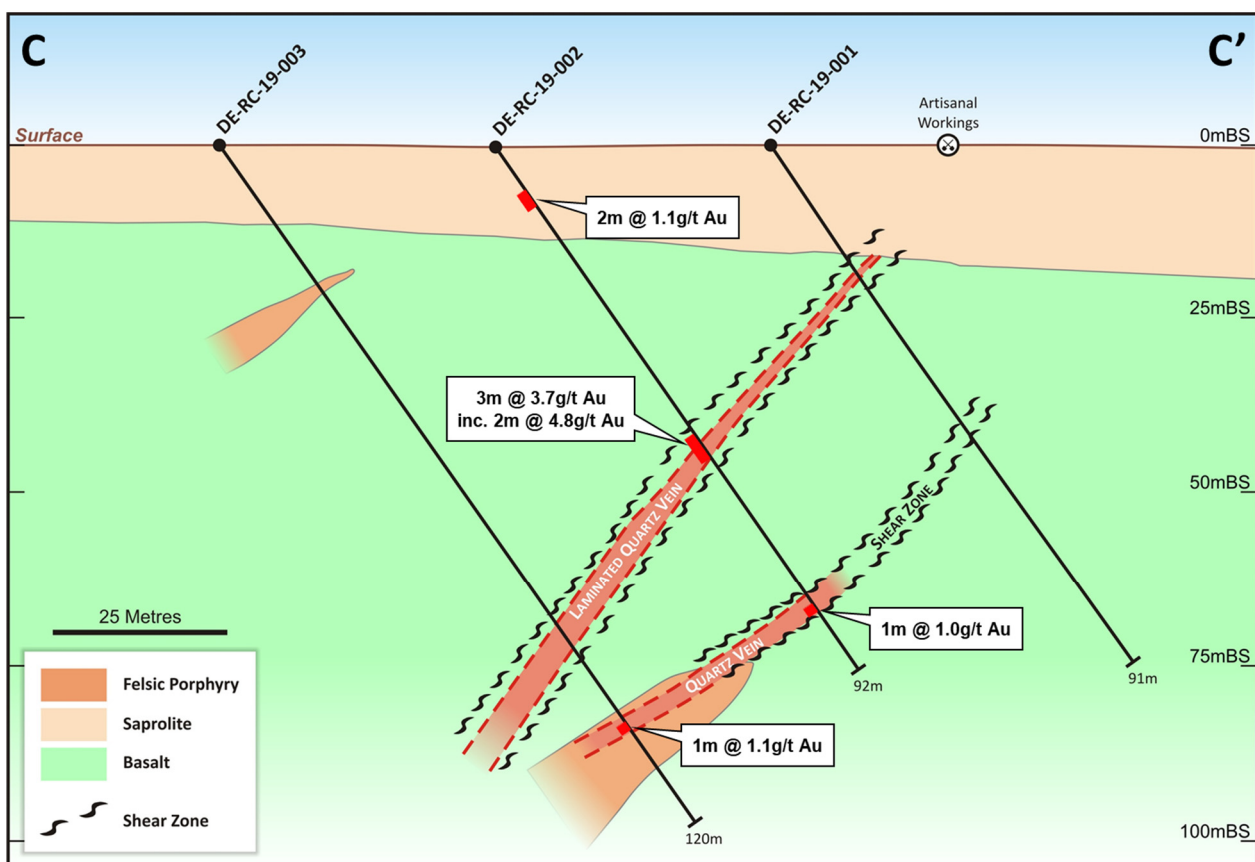 C
C'
DE-RC-19-003
DE-RC-19-002
DE-RC-19-001
Artisanal
Workings
Surface
0mBS
2m @ 1.1g/t Au
25mBS
3m @ 3.7g/t Au
inc. 2m @ 4.8g/t Au
50mBS
SHEAR ZONE
LAMINATED QUARTZ VEIN
25 Metres
1m @ 1.0g/t Au
QUARTZ VEIN
75mBS
92m
91m
1m @ 1.1g/t Au
120m
100mBS
Felsic Porphyry
Saprolite
Basalt
Shear Zone